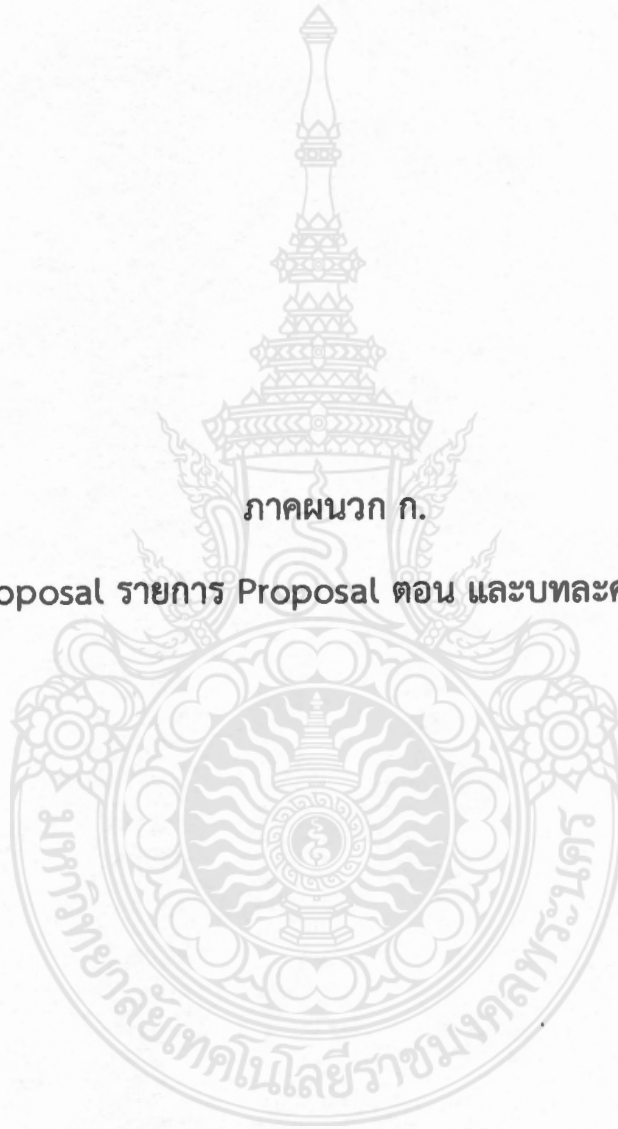 ภาคผนวก ก.
oposal รายการ Proposal ตอน และบทละค
มหาวิทยาลัยเทคโนโลยีราชมงคลพระนคร